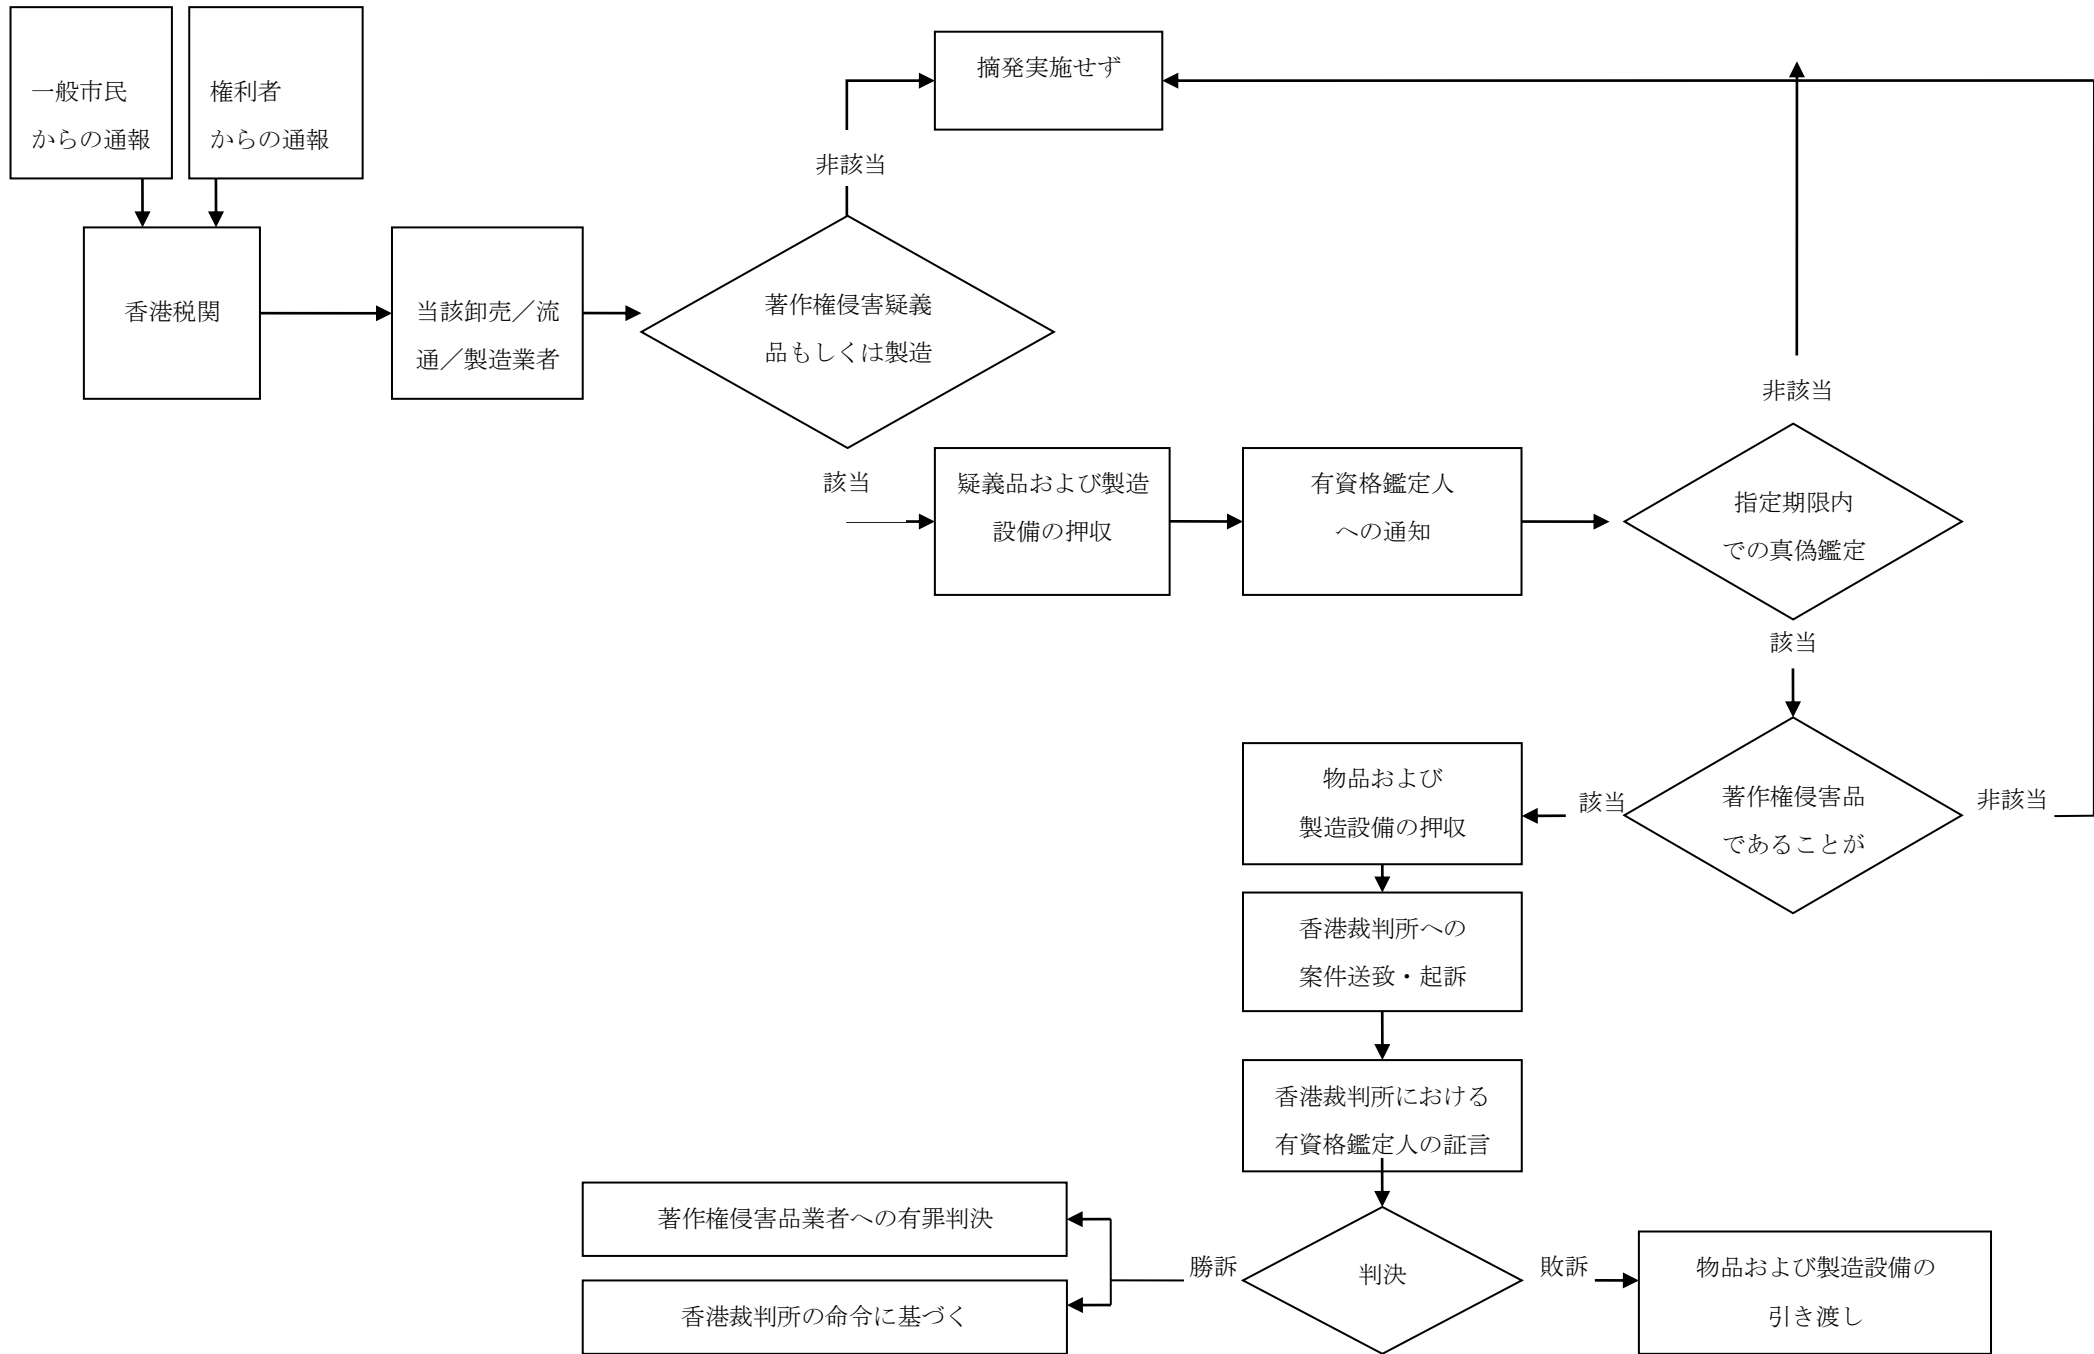 一般市民
からの通報
権利者
からの通報
香港税関
当該卸売／流
通／製造業者
著作権侵害疑義
品もしくは製造
非該当
摘発実施せず
該当
疑義品および製造
設備の押収
有資格鑑定人
への通知
指定期限内
での真偽鑑定
非該当
該当
著作権侵害品
であることが
非該当
該当
物品および
製造設備の押収
香港裁判所への
案件送致・起訴
香港裁判所における
有資格鑑定人の証言
判決
勝訴
著作権侵害品業者への有罪判決
香港裁判所の命令に基づく
敗訴
物品および製造設備の
引き渡し